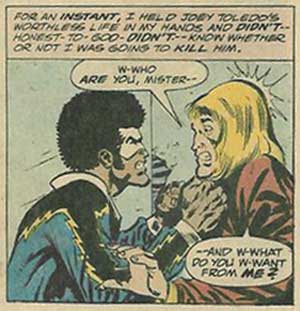 FOR AN INSTANT, I HELD JOEY TOLEDO'S
WORTHLESS LIFE IN MY HANDS AND DIDN'T--
HONEST-TO-GOD-DIDN'T--KNOW WHETHER
OR NOT I WAS GOING TO KILL HIM.
W-WHO
ARE YOU, MISTER--
--AND W-WHAT
DO YOU W-WANT
FROM ME?